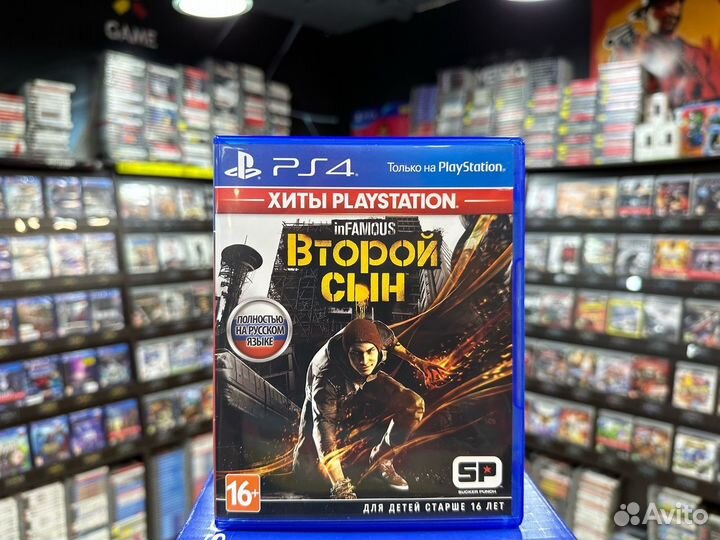 GAME
PS4
Только на PlayStation®
ХИТЫ PLAYSTATION®
inFAMOUS
Второй
сын
ПОЛНОСТЬЮ
НА РУССКОМ
ЯЗЫКЕ
16+
SP
SUCKER PUNCH
ДЛЯ ДЕТЕЙ СТАРШЕ 16 ЛЕТ
Avito